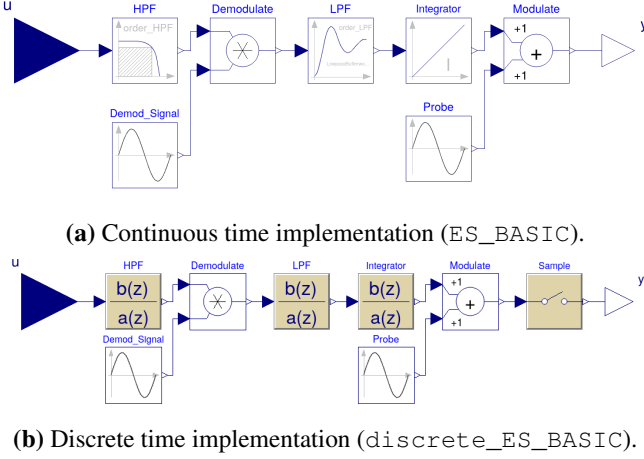 u
HPF
Demodulate
LPF
Integrator
Modulate
y
order_HPF
order_LPF
+1
+
+1
I
Demod_Signal
Probe
(a) Continuous time implementation (ES_BASIC).
u
HPF
Demodulate
LPF
Integrator
Modulate
Sample
y
b(z)
a(z)
b(z)
a(z)
b(z)
a(z)
+1
+
+1
Demod_Signal
Probe
(b) Discrete time implementation (discrete_ES_BASIC).